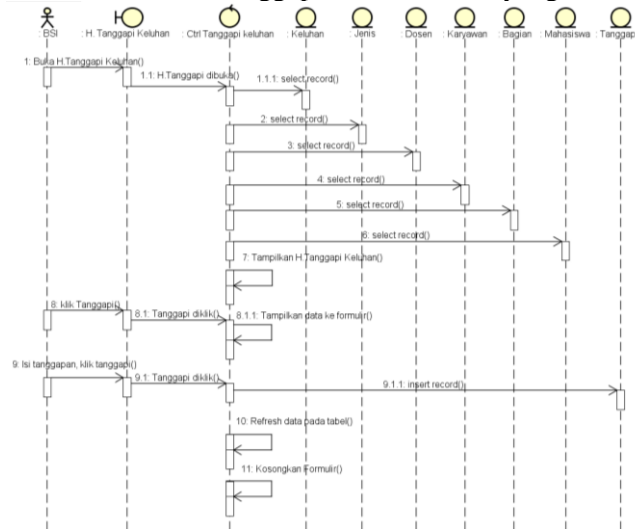 : BSI
: H. Tanggapi Keluhan
: Ctrl Tanggapi keluhan
: Keluhan
: Jenis
: Dosen
: Karyawan
: Bagian
: Mahasiswa
: Tanggap
1: Buka H.Tanggapi Keluhan()
1.1: H.Tanggapi dibuka()
1.1.1: select record()
2: select record()
3: select record()
4: select record()
5: select record()
6: select record()
7: Tampilkan H.Tanggapi Keluhan()
8: klik Tanggapi()
8.1: Tanggapi diklik()
8.1.1: Tampilkan data ke formulir()
9: Isi tanggapan, klik tanggapi()
9.1: Tanggapi diklik()
9.1.1: insert record()
10: Refresh data pada tabel()
11: Kosongkan Formulir()